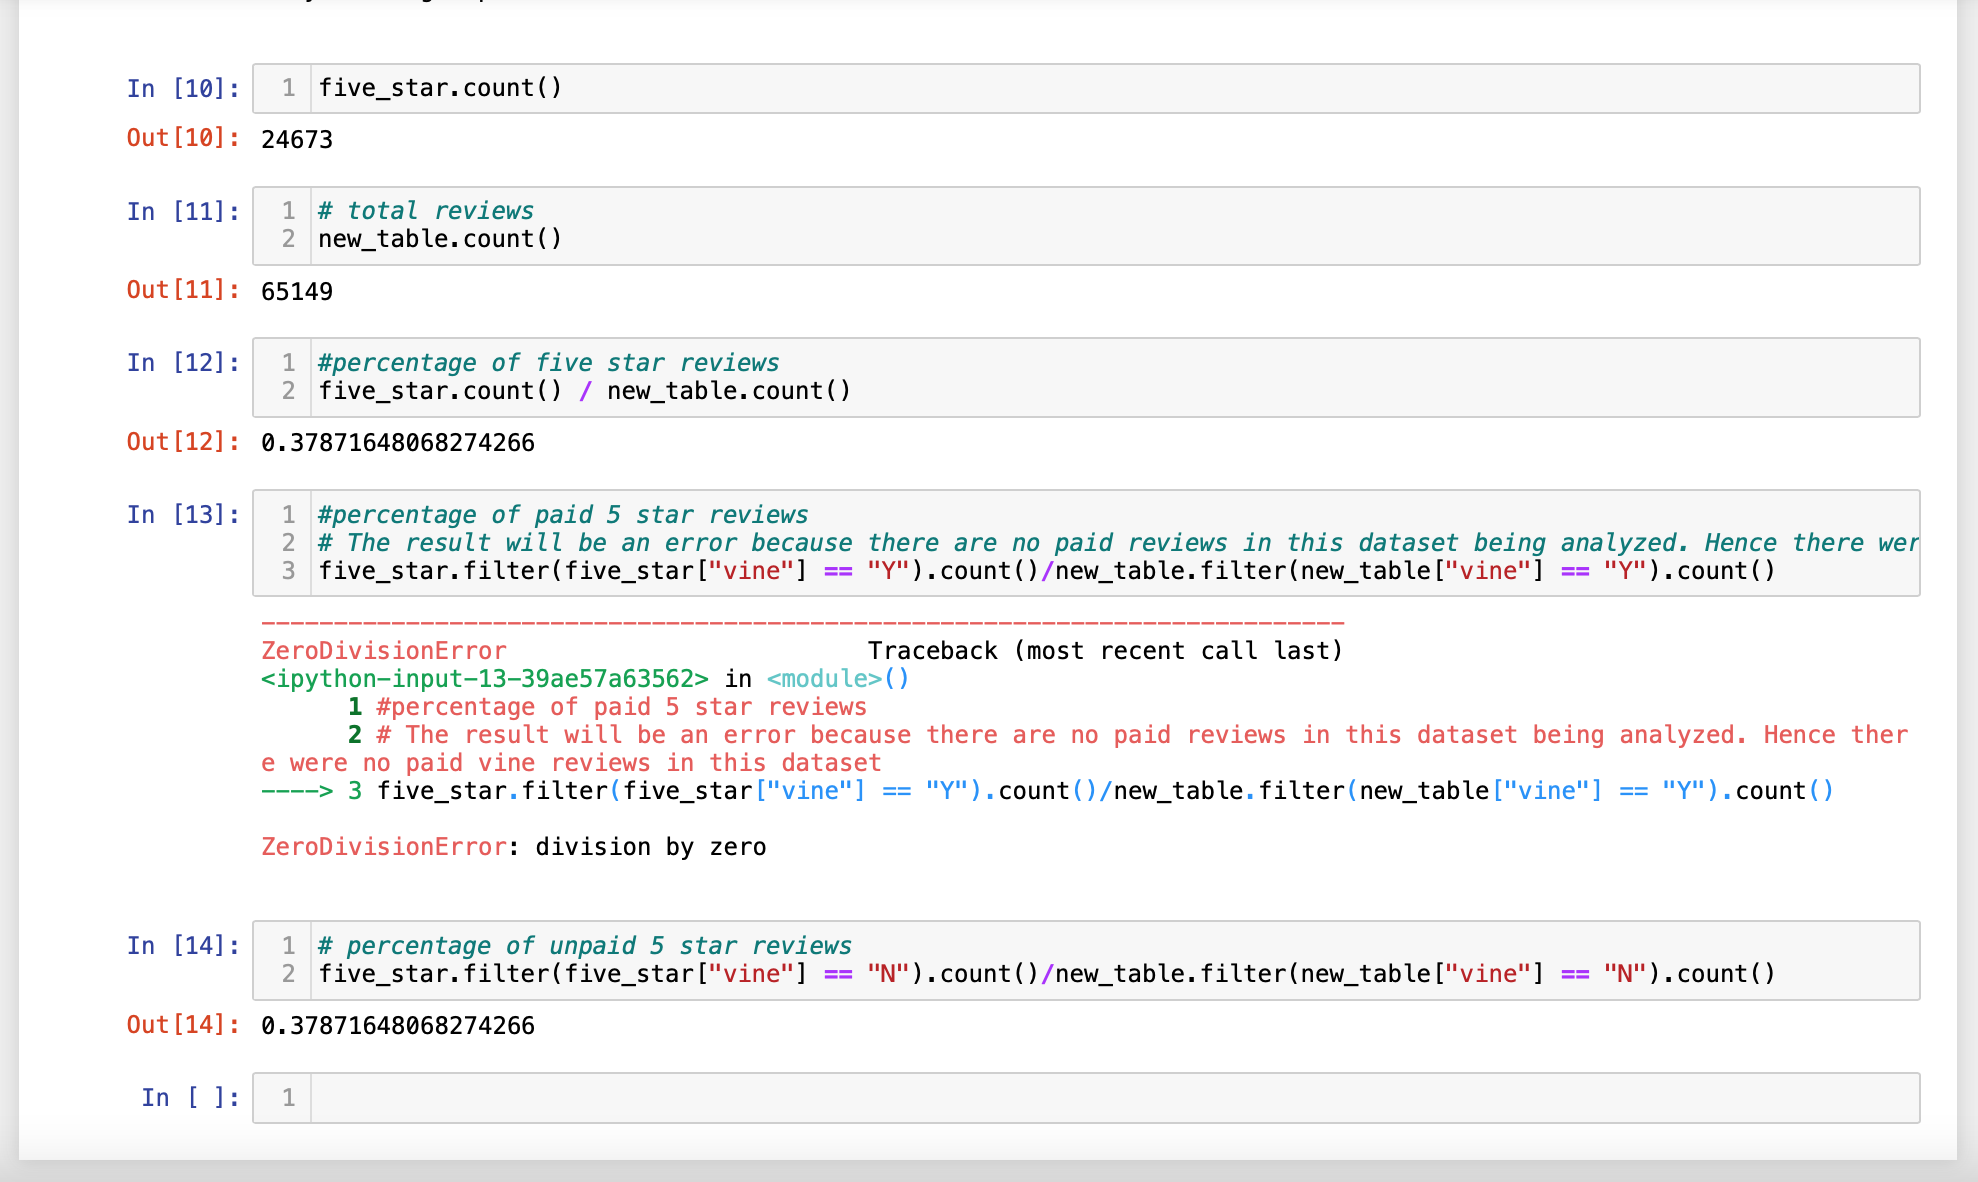 In [10]: 1 five_star.count()
Out[10]: 24673
In [11]: 1 # total reviews
2 new_table.count()
Out[11]: 65149
In [12]: 1 #percentage of five star reviews
2 five_star.count() / new_table.count()
Out[12]: 0.37871648068274266
In [13]: 1 #percentage of paid 5 star reviews
2 # The result will be an error because there are no paid reviews in this dataset being analyzed. Hence there wer
3 five_star.filter(five_star["vine"] == "Y").count()/new_table.filter(new_table["vine"] == "Y").count()
---------------------------------------------------------------------------
ZeroDivisionError                         Traceback (most recent call last)
<ipython-input-13-39ae57a63562> in <module>()
1 #percentage of paid 5 star reviews
2 # The result will be an error because there are no paid reviews in this dataset being analyzed. Hence ther
e were no paid vine reviews in this dataset
----> 3 five_star.filter(five_star["vine"] == "Y").count()/new_table.filter(new_table["vine"] == "Y").count()
ZeroDivisionError: division by zero
In [14]: 1 # percentage of unpaid 5 star reviews
2 five_star.filter(five_star["vine"] == "N").count()/new_table.filter(new_table["vine"] == "N").count()
Out[14]: 0.37871648068274266
In [ ]: 1